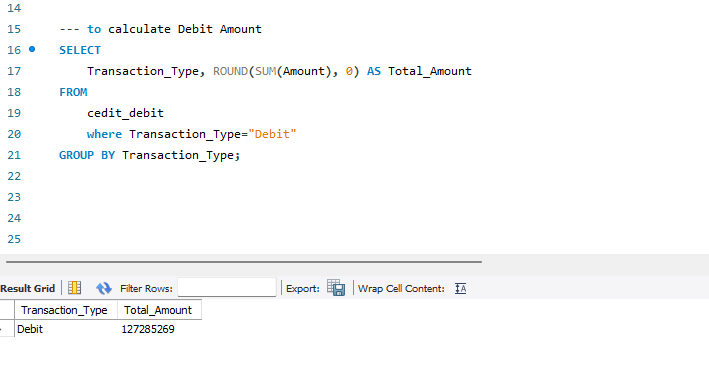 14
15 --- to calculate Debit Amount
16 SELECT
17 Transaction_Type, ROUND(SUM(Amount), 0) AS Total_Amount
18 FROM
19 cedit_debit
20 where Transaction_Type="Debit"
21 GROUP BY Transaction_Type;
22
23
24
25
Result Grid Filter Rows: Export: Wrap Cell Content: IA
Transaction_Type Total_Amount
Debit 127285269